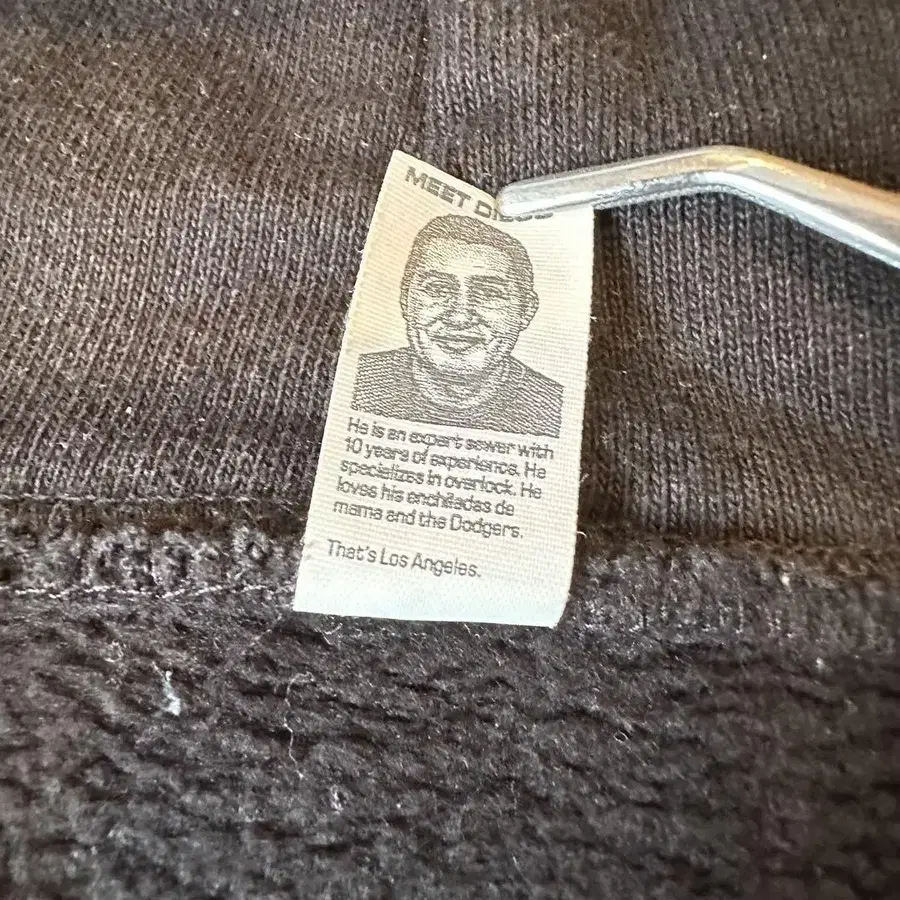 MEET
He is an expert sewer with
10 years of experience. He
specializes in overlock. He
loves his enchiladas de
mama and the Dodgers.
That's Los Angeles.